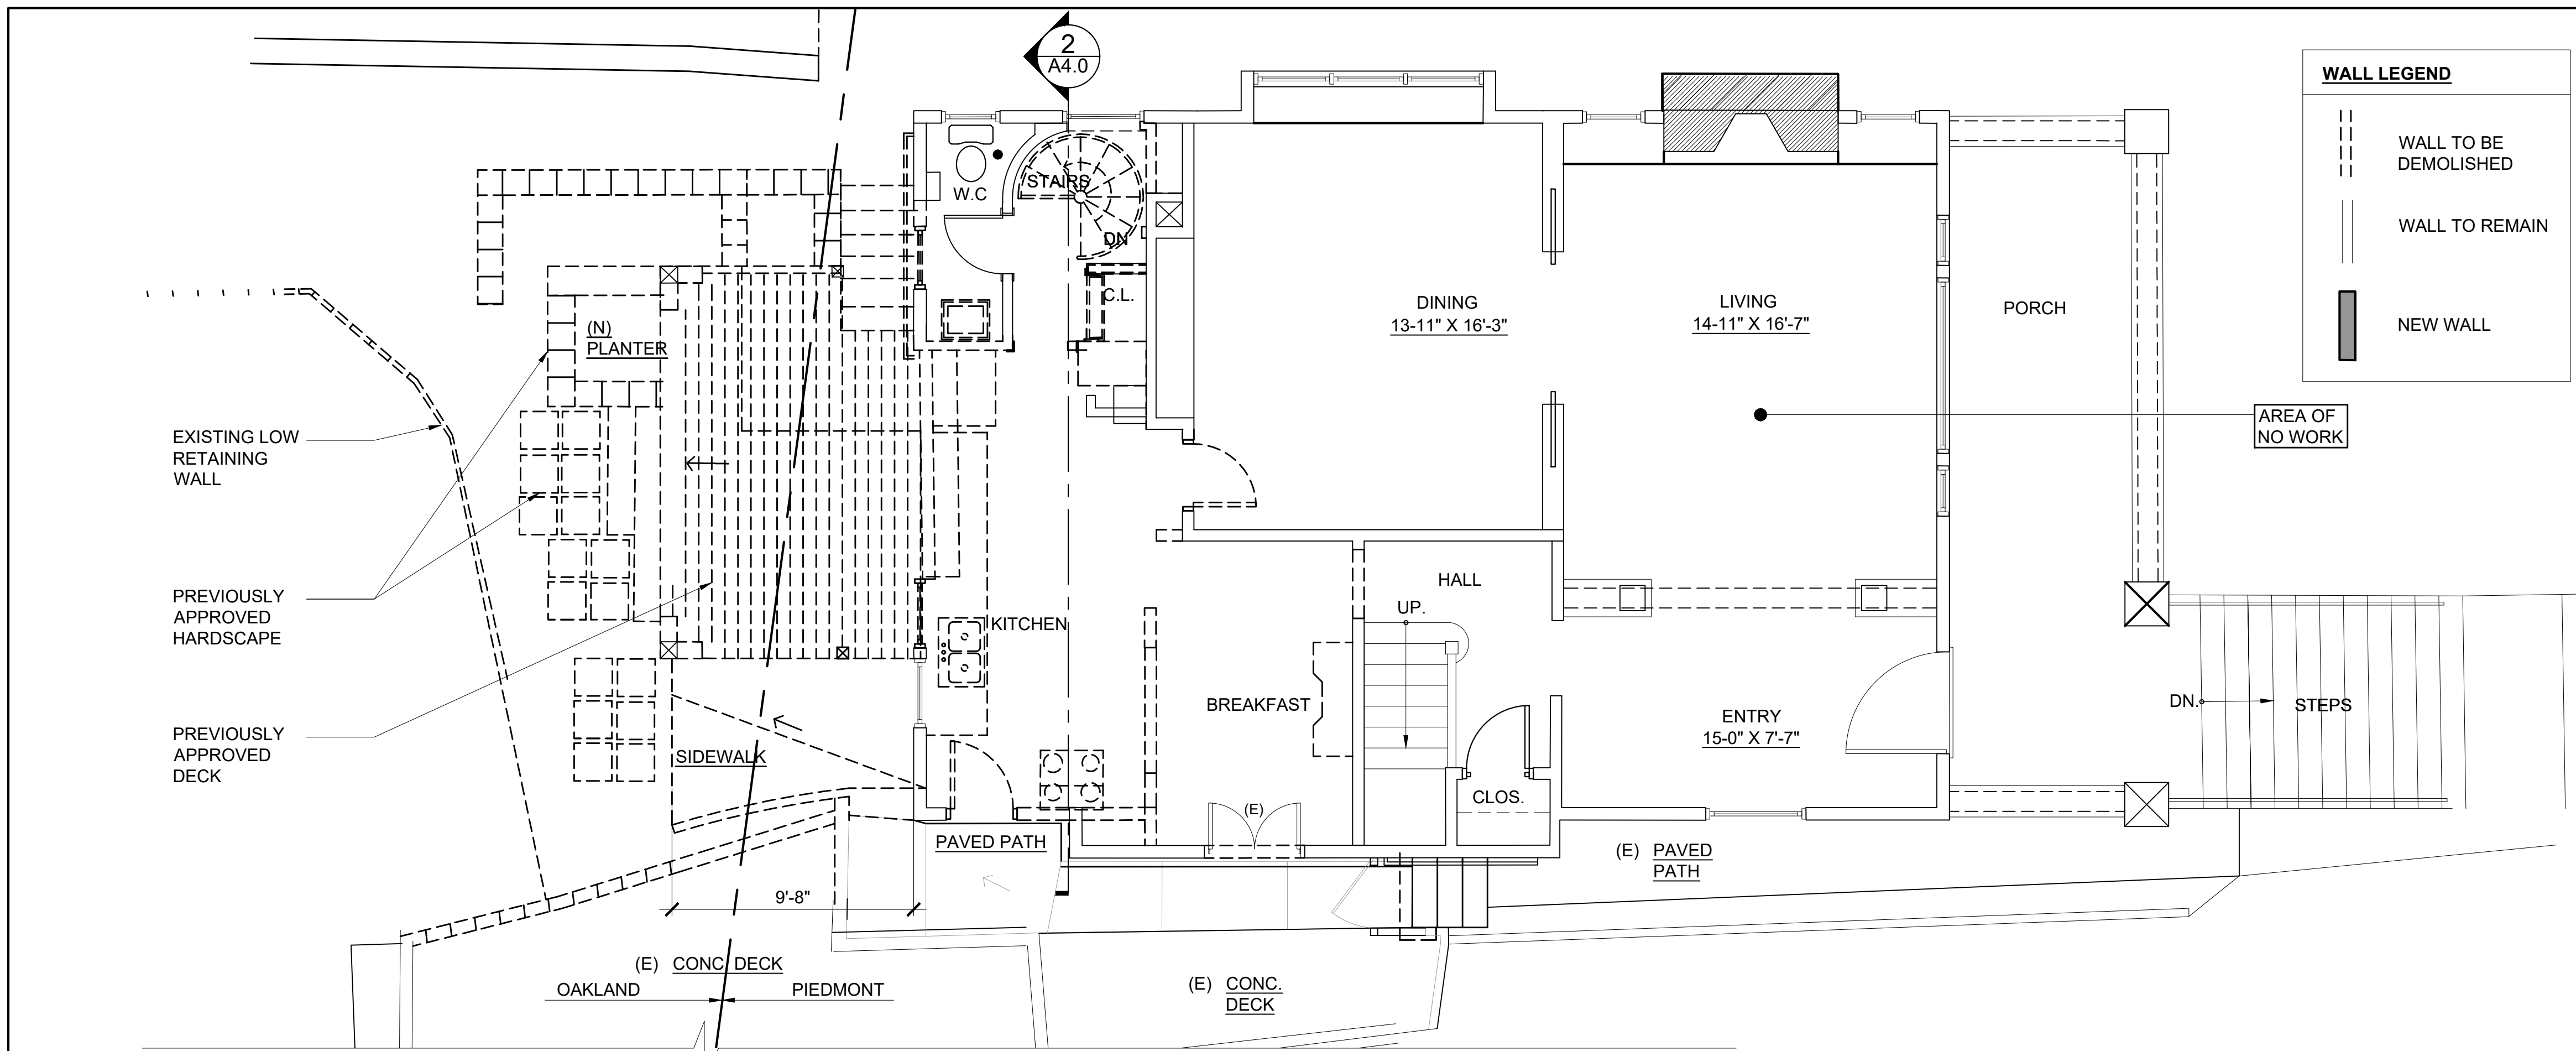 2
A4.0
WALL LEGEND
WALL TO BE
DEMOLISHED
WALL TO REMAIN
NEW WALL
W.C
STAIRS
DN
C.L.
DINING
13-11" X 16'-3"
LIVING
14-11" X 16'-7"
PORCH
(N)
PLANTER
AREA OF
NO WORK
EXISTING LOW
RETAINING
WALL
PREVIOUSLY
APPROVED
HARDSCAPE
PREVIOUSLY
APPROVED
DECK
HALL
UP.
KITCHEN
BREAKFAST
ENTRY
15-0" X 7'-7"
DN.
STEPS
SIDEWALK
CLOS.
(E)
PAVED PATH
(E) PAVED
PATH
9'-8"
(E) CONC. DECK
OAKLAND
PIEDMONT
(E) CONC.
DECK